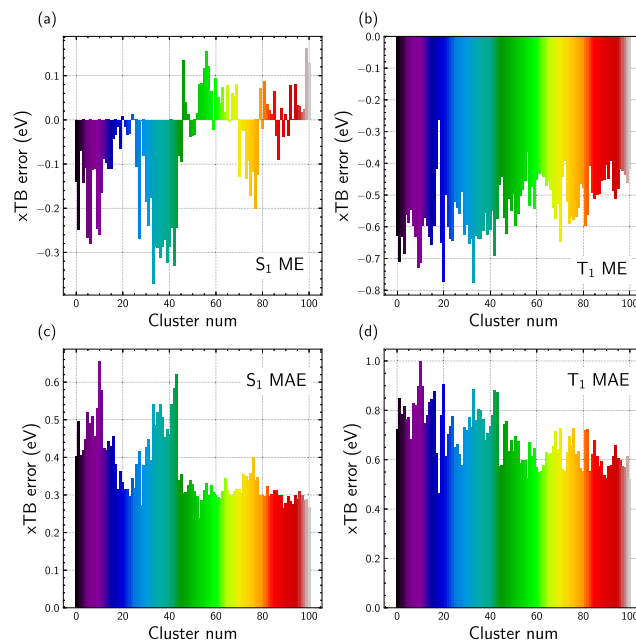 (a)
(b)
xTB error (eV)
0.1
0.0
−0.1
−0.2
−0.3
S₁ ME
0 20 40 60 80 100
Cluster num
xTB error (eV)
0.0
−0.1
−0.2
−0.3
−0.4
−0.5
−0.6
−0.7
−0.8
T₁ ME
0 20 40 60 80 100
Cluster num
(c)
(d)
xTB error (eV)
0.6
0.5
0.4
0.3
0.2
0.1
0.0
S₁ MAE
0 20 40 60 80 100
Cluster num
xTB error (eV)
1.0
0.8
0.6
0.4
0.2
0.0
T₁ MAE
0 20 40 60 80 100
Cluster num